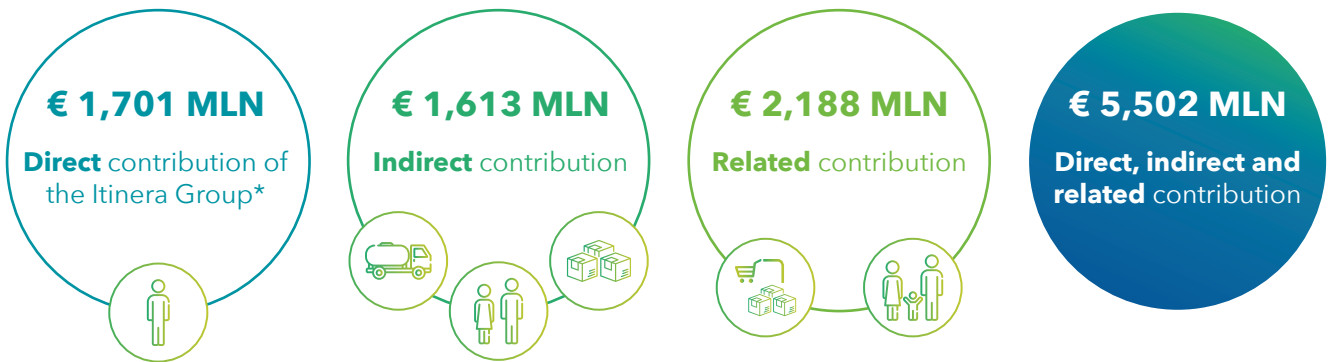 € 1,701 MLN
Direct contribution of
the Itinera Group*
€ 1,613 MLN
Indirect contribution
€ 2,188 MLN
Related contribution
€ 5,502 MLN
Direct, indirect and
related contribution